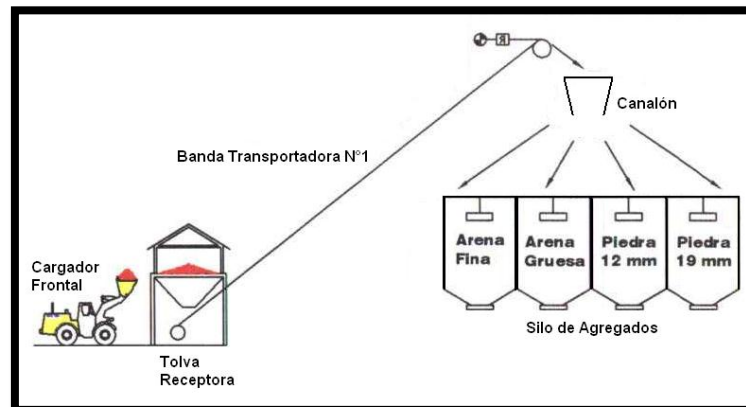 Canalón
Banda Transportadora N°1
Arena
Fina
Arena
Gruesa
Piedra
12 mm
Piedra
19 mm
Cargador
Frontal
Silo de Agregados
Tolva
Receptora